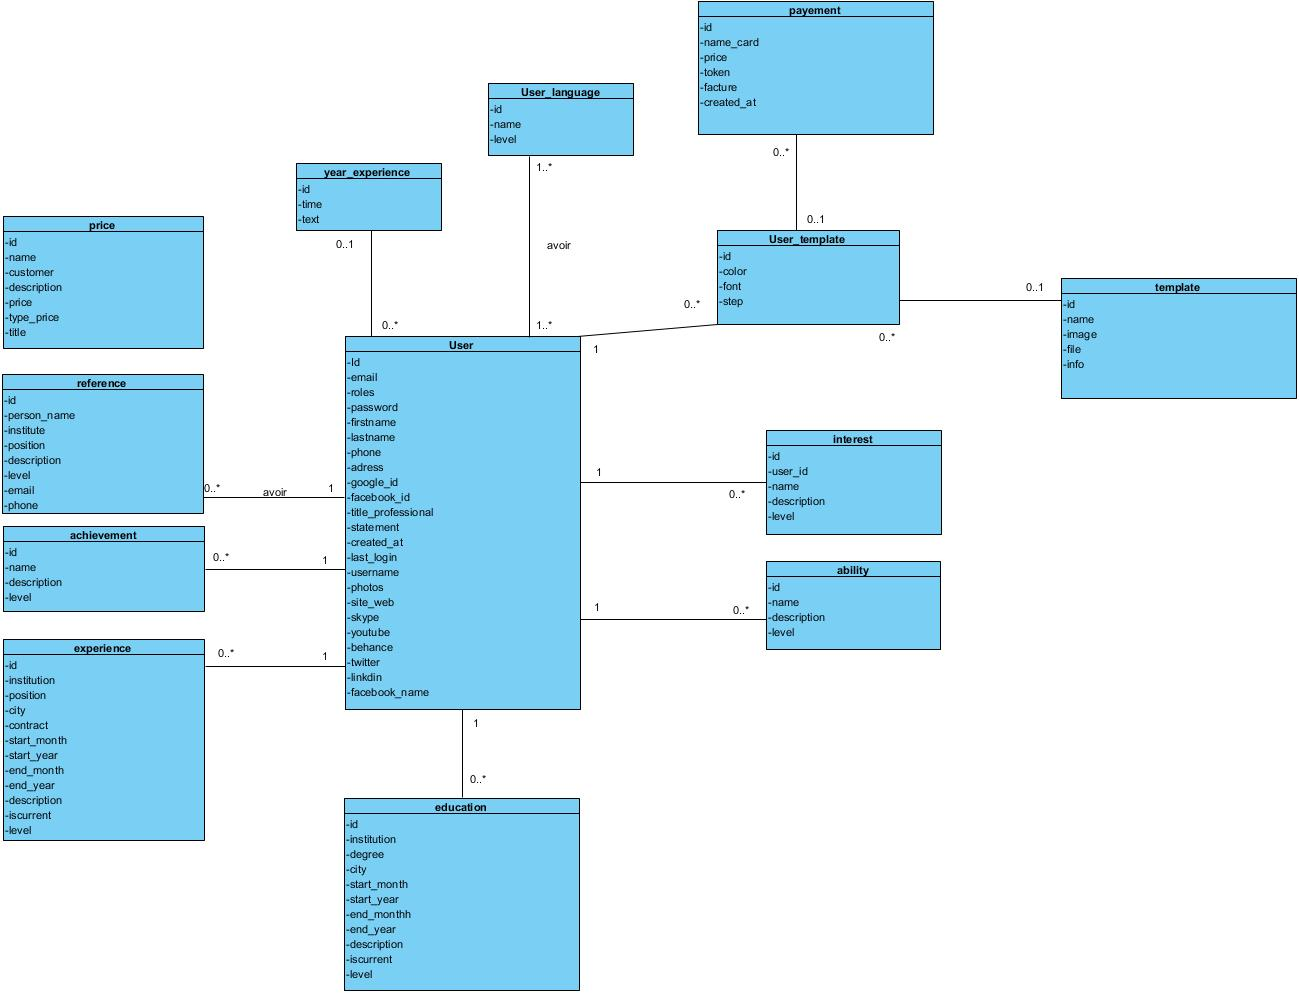 payement
-id
-name_card
-price
-token
-facture
-created_at
User_language
-id
-name
-level
year_experience
-id
-time
-text
price
-id
-name
-customer
-description
-price
-type_price
-title
User_template
-id
-color
-font
-step
template
-id
-name
-image
-file
-info
0..*
0..1
1..*
avoir
1..*
0..1
0..*
0..*
1
0..1
0..*
User
-Id
-email
-roles
-password
-firstname
-lastname
-phone
-adress
-google_id
-facebook_id
-title_professional
-statement
-created_at
-last_login
-username
-photos
-site_web
-skype
-youtube
-behance
-twitter
-linkdin
-facebook_name
reference
-id
-person_name
-institute
-position
-description
-level
-email
-phone
0..*
avoir
1
achievement
-id
-name
-description
-level
0..*
1
experience
-id
-institution
-position
-city
-contract
-start_month
-start_year
-end_month
-end_year
-description
-iscurrent
-level
0..*
1
interest
-id
-user_id
-name
-description
-level
1
0..*
ability
-id
-name
-description
-level
1
0..*
1
0..*
education
-id
-institution
-degree
-city
-start_month
-start_year
-end_monthh
-end_year
-description
-iscurrent
-level